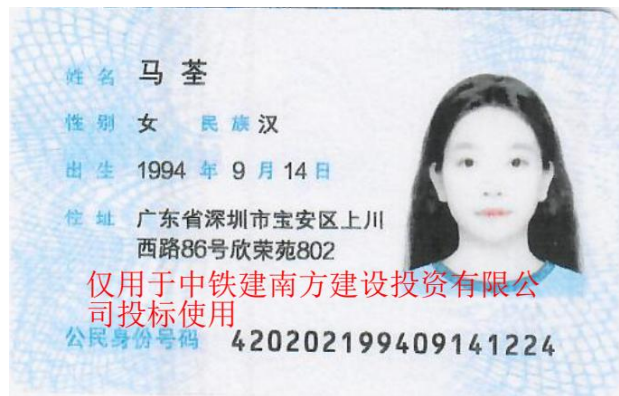 姓名 马荃
性别 女 民族 汉
出生 1994 年 9 月 14 日
住址 广东省深圳市宝安区上川
西路86号欣荣苑802
仅用于中铁建南方建设投资有限公
司投标使用
公民身份号码 420202199409141224